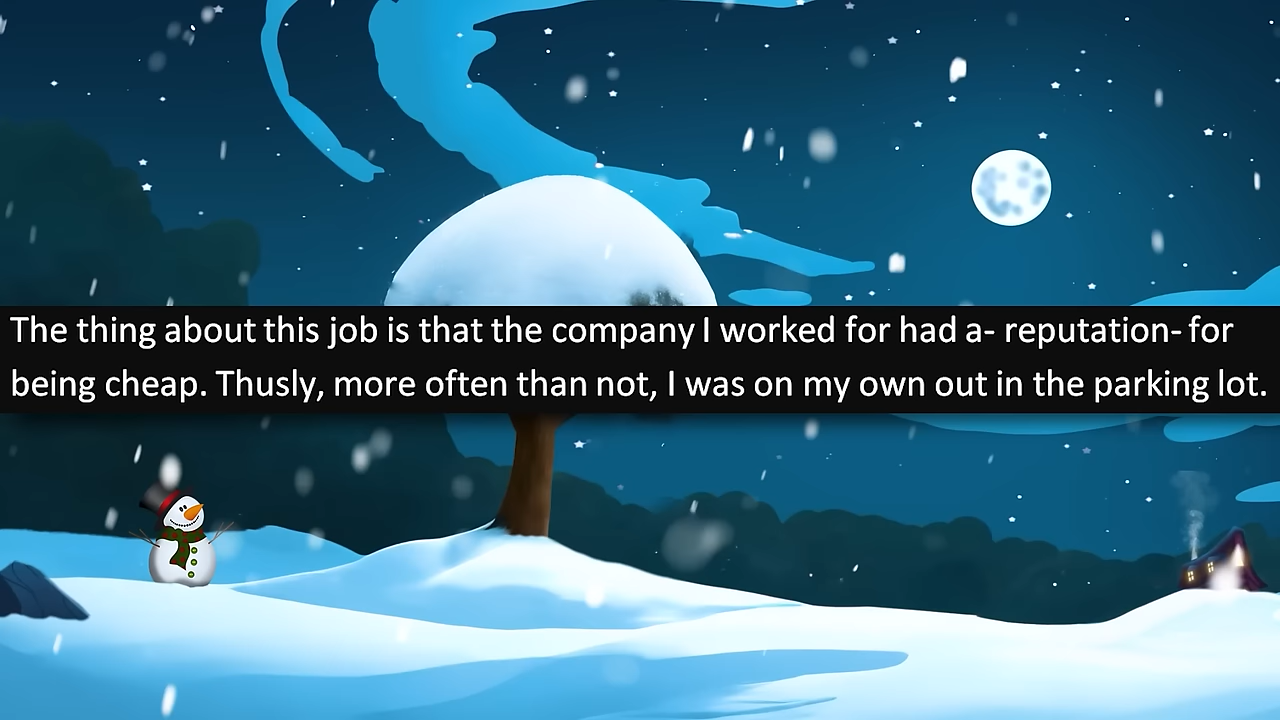 The thing about this job is that the company I worked for had a- reputation- for
being cheap. Thusly, more often than not, I was on my own out in the parking lot.